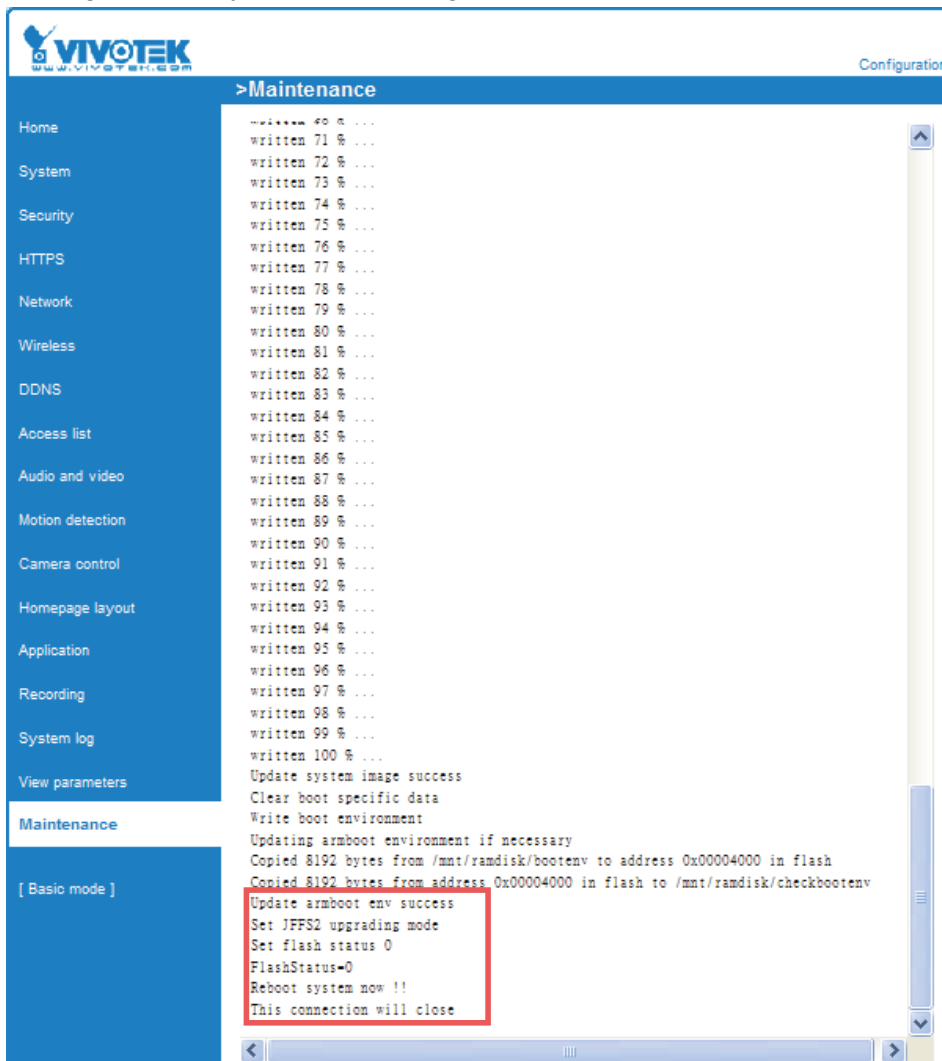 VIVOTEK
www.vivotek.com
Configuration
>Maintenance
Home
System
Security
HTTPS
Network
Wireless
DDNS
Access list
Audio and video
Motion detection
Camera control
Homepage layout
Application
Recording
System log
View parameters
Maintenance
[ Basic mode ]
written 71 % ...
written 72 % ...
written 73 % ...
written 74 % ...
written 75 % ...
written 76 % ...
written 77 % ...
written 78 % ...
written 79 % ...
written 80 % ...
written 81 % ...
written 82 % ...
written 83 % ...
written 84 % ...
written 85 % ...
written 86 % ...
written 87 % ...
written 88 % ...
written 89 % ...
written 90 % ...
written 91 % ...
written 92 % ...
written 93 % ...
written 94 % ...
written 95 % ...
written 96 % ...
written 97 % ...
written 98 % ...
written 99 % ...
written 100 % ...
Update system image success
Clear boot specific data
Write boot environment
Updating armboot environment if necessary
Copied 8192 bytes from /mnt/ramdisk/bootenv to address 0x00004000 in flash
Copied 8192 bytes from address 0x00004000 in flash to /mnt/ramdisk/checkbootenv
Update armboot env success
Set JFFS2 upgrading mode
Set flash status 0
FlashStatus=0
Reboot system now !!
This connection will close